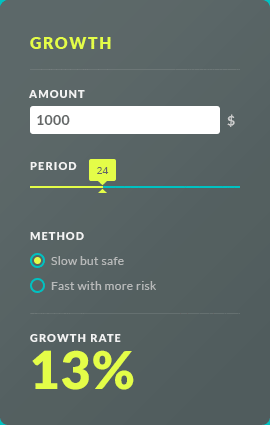 GROWTH
AMOUNT
1000 $
PERIOD
24
METHOD
Slow but safe
Fast with more risk
GROWTH RATE
13%